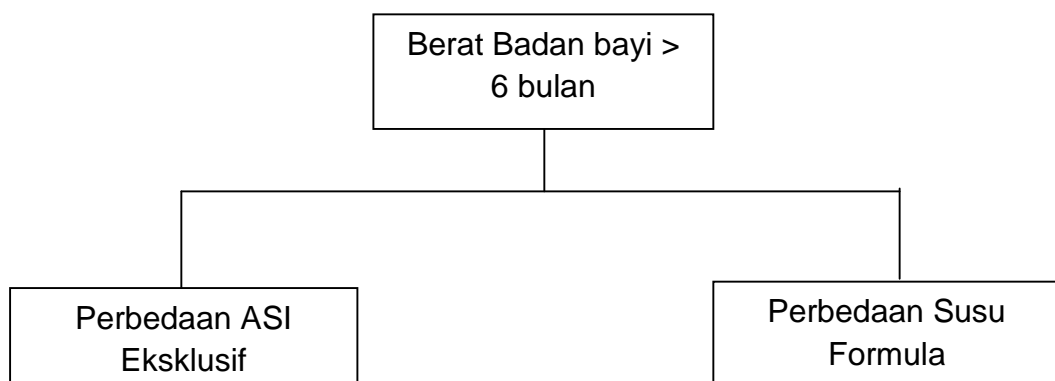 Berat Badan bayi >
6 bulan
Perbedaan ASI
Eksklusif
Perbedaan Susu
Formula